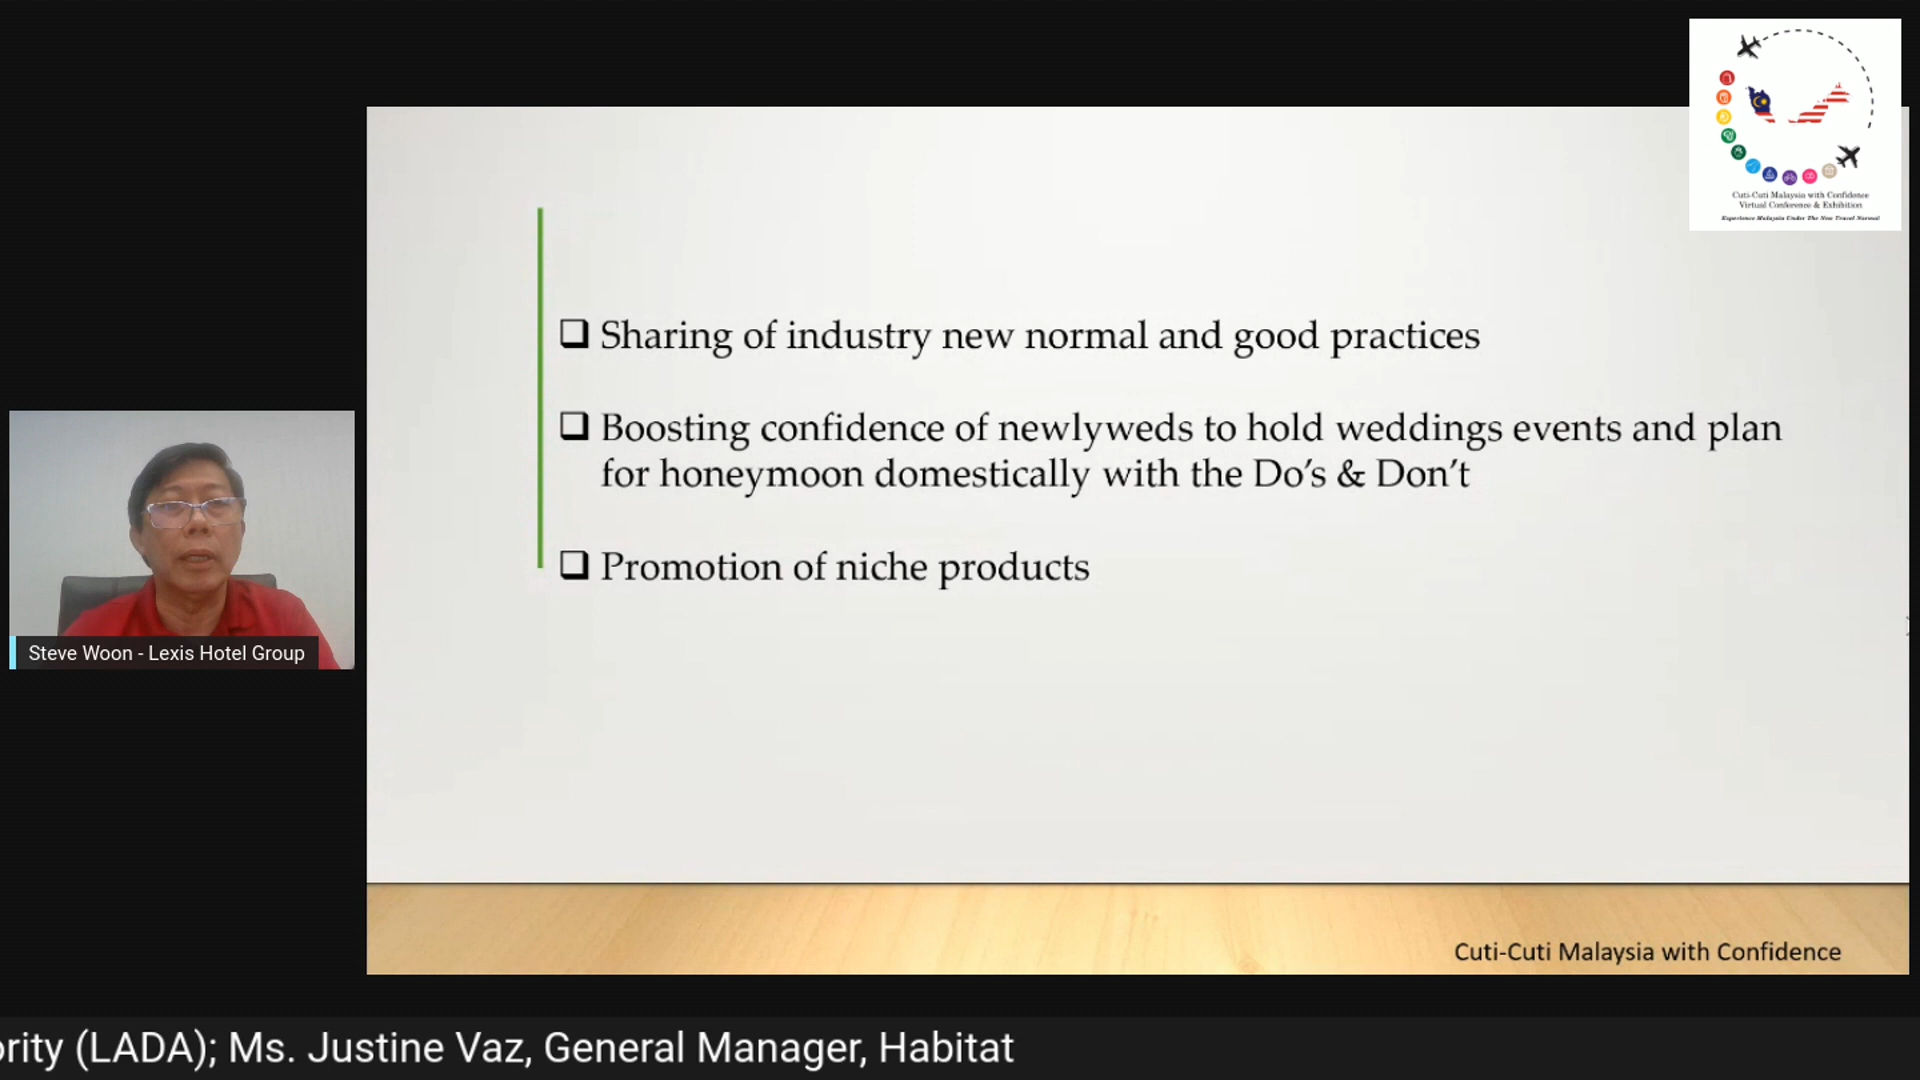 Cuti-Cuti Malaysia with Confidence
Virtual Conference & Exhibition
Experience Malaysia Under The New Travel Normal
❑ Sharing of industry new normal and good practices
❑ Boosting confidence of newlyweds to hold weddings events and plan
for honeymoon domestically with the Do’s & Don’t
❑ Promotion of niche products
Steve Woon - Lexis Hotel Group
Cuti-Cuti Malaysia with Confidence
ority (LADA); Ms. Justine Vaz, General Manager, Habitat